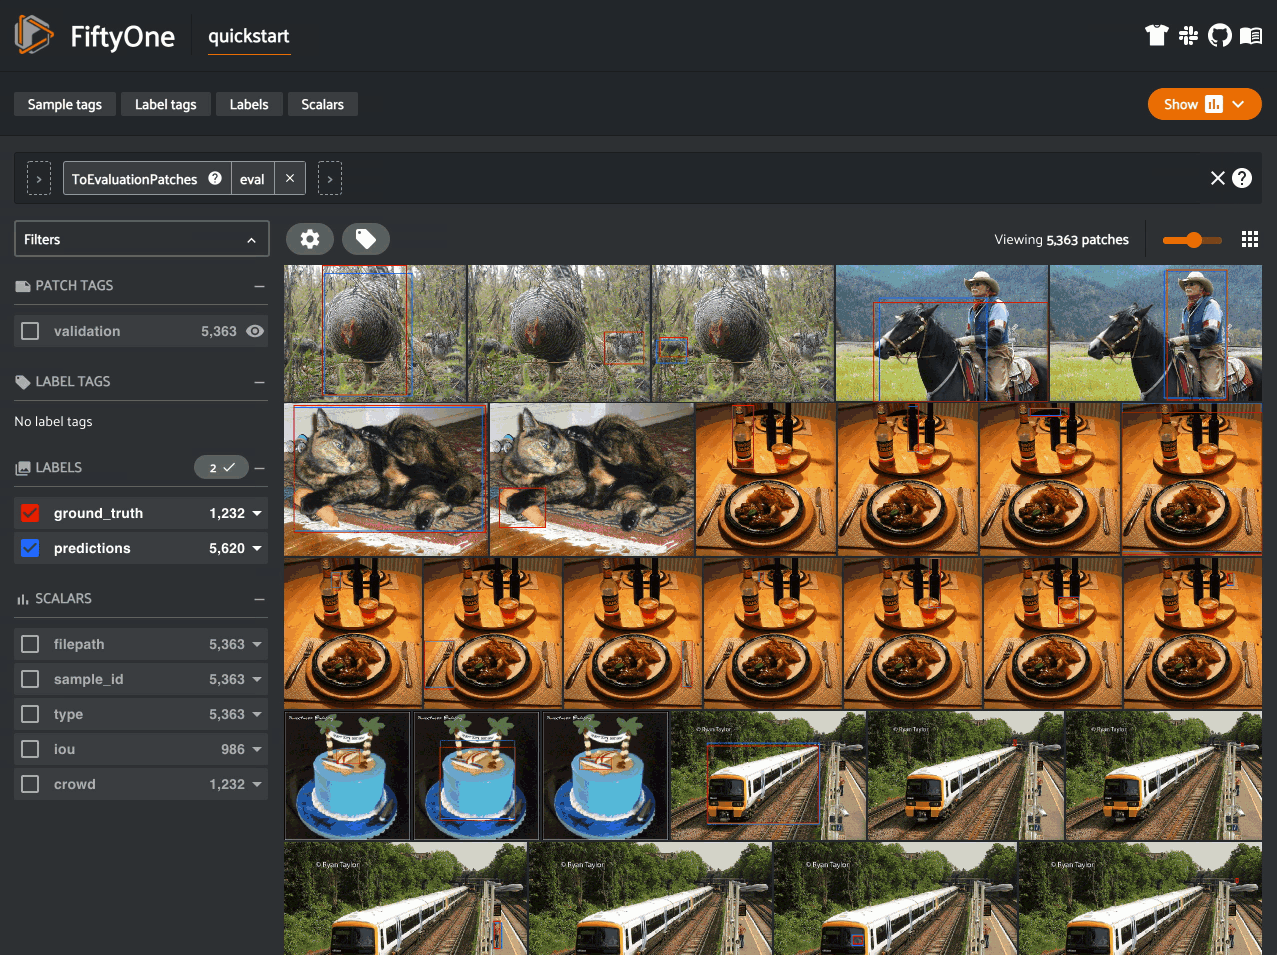 FiftyOne
quickstart
Sample tags
Label tags
Labels
Scalars
Show
ToEvaluationPatches
eval
Filters
Viewing 5,363 patches
PATCH TAGS
validation 5,363
LABEL TAGS
No label tags
LABELS 2
ground_truth 1,232
predictions 5,620
SCALARS
filepath 5,363
sample_id 5,363
type 5,363
iou 986
crowd 1,232
© Ryan Taylor
© Ryan Taylor
© Ryan Taylor
© Ryan Taylor
© Ryan Taylor
© Ryan Taylor
© Ryan Taylor